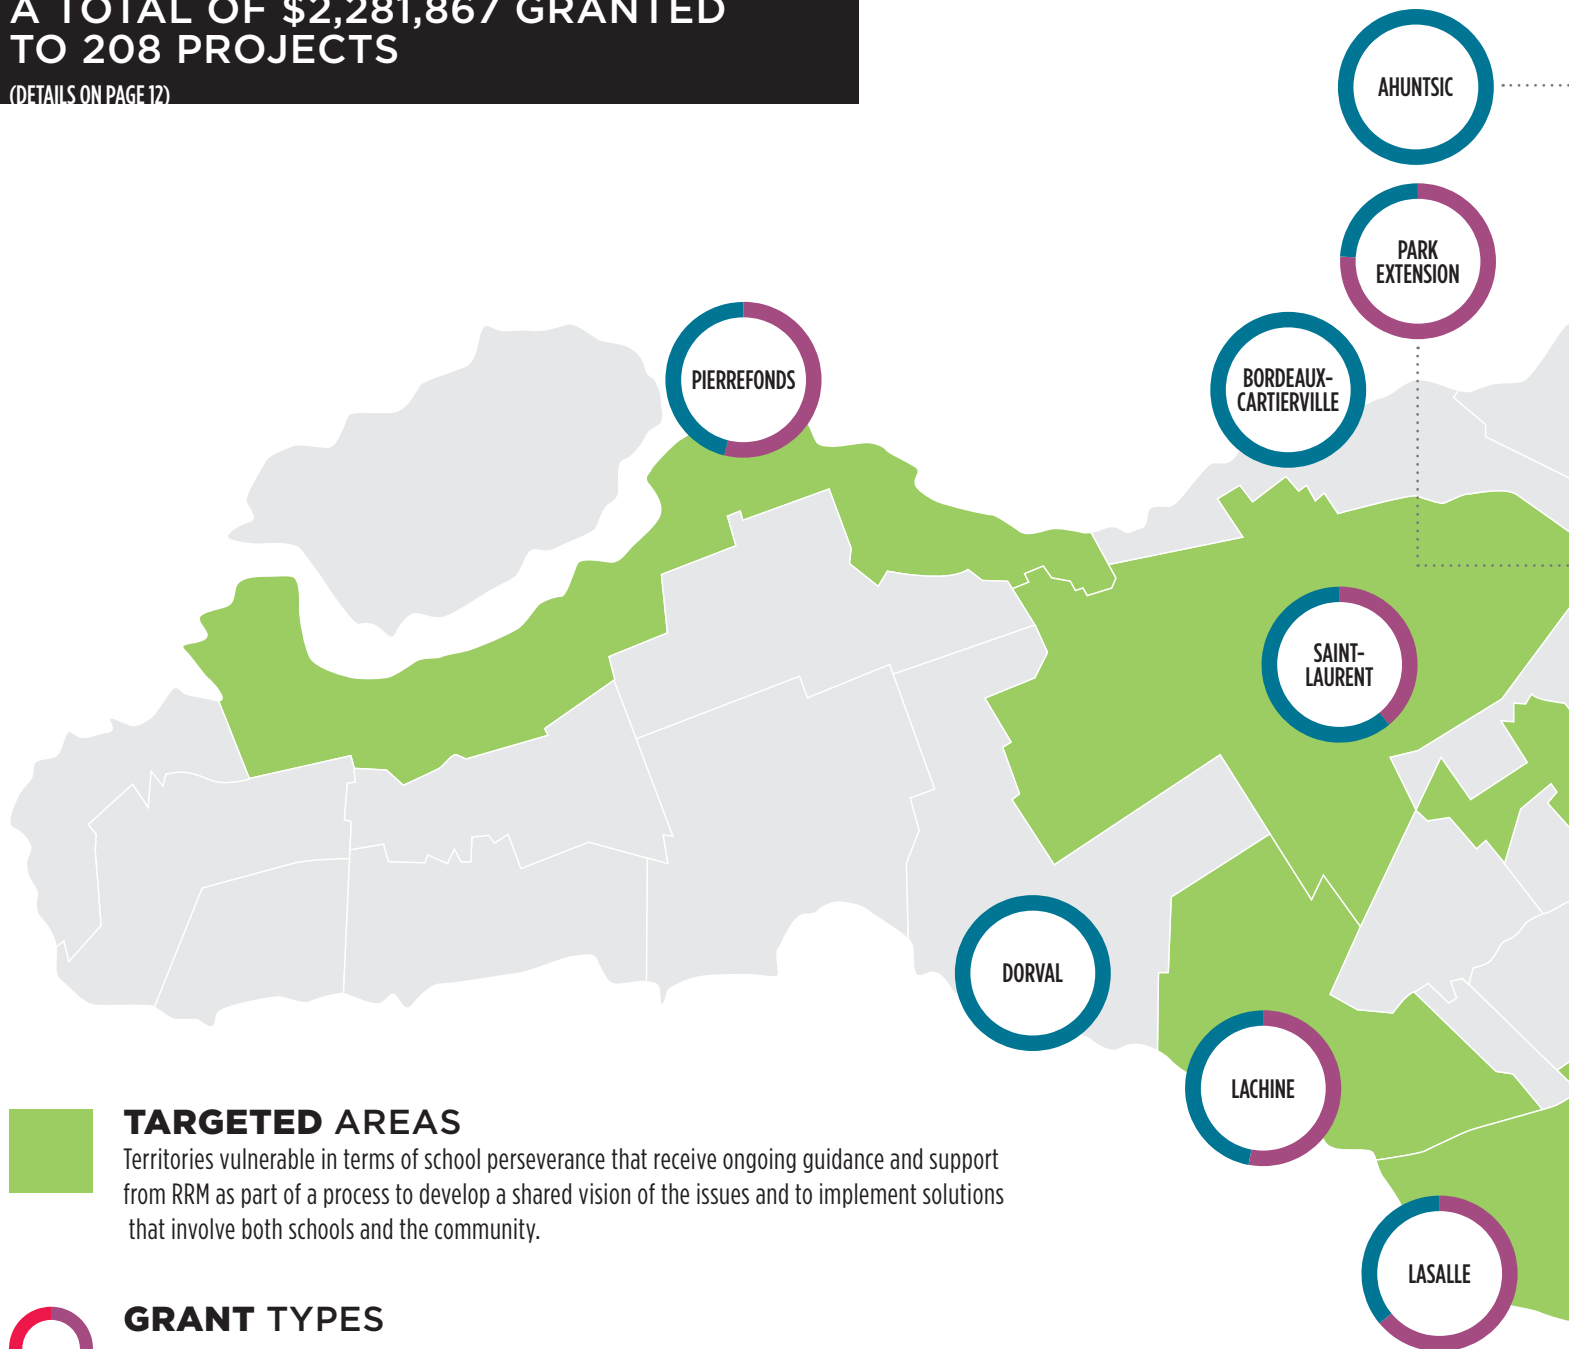 A TOTAL OF $2,281,867 GRANTED
TO 208 PROJECTS
(DETAILS ON PAGE 12)
AHUNTSIC
PARK
EXTENSION
PIERREFONDS
BORDEAUX-
CARTIERVILLE
SAINT-
LAURENT
DORVAL
LACHINE
LASALLE
TARGETED AREAS
Territories vulnerable in terms of school perseverance that receive ongoing guidance and support
from RRM as part of a process to develop a shared vision of the issues and to implement solutions
that involve both schools and the community.
GRANT TYPES